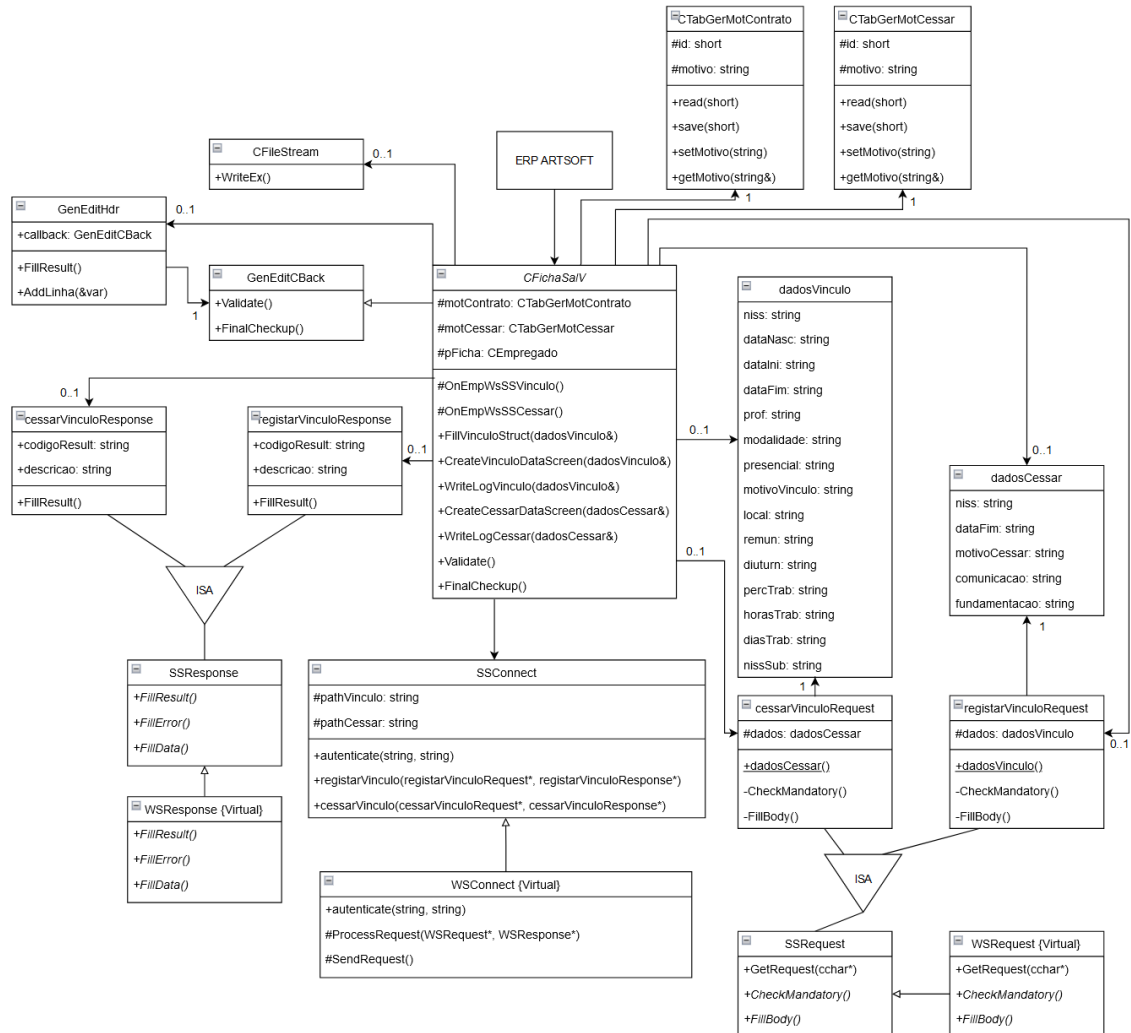 CTabGerMotContrato
#id: short
#motivo: string
+read(short)
+save(short)
+setMotivo(string)
+getMotivo(string&)
CTabGerMotCessar
#id: short
#motivo: string
+read(short)
+save(short)
+setMotivo(string)
+getMotivo(string&)
ERP ARTSOFT
CFileStream
+WriteEx()
0..1
1
1
GenEditHdr
+callback: GenEditCBack
+FillResult()
+AddLinha(&var)
0..1
GenEditCBack
+Validate()
+FinalCheckup()
1
CFichaSalV
#motContrato: CTabGerMotContrato
#motCessar: CTabGerMotCessar
#pFicha: CEmpregado
#OnEmpWsSSVinculo()
#OnEmpWsSSCessar()
+FillVinculoStruct(dadosVinculo&)
+CreateVinculoDataScreen(dadosVinculo&)
+WriteLogVinculo(dadosVinculo&)
+CreateCessarDataScreen(dadosCessar&)
+WriteLogCessar(dadosCessar&)
+Validate()
+FinalCheckup()
dadosVinculo
niss: string
dataNasc: string
dataIni: string
dataFim: string
prof: string
modalidade: string
presencial: string
motivoVinculo: string
local: string
remun: string
diuturn: string
percTrab: string
horasTrab: string
diasTrab: string
nissSub: string
0..1
0..1
0..1
cessarVinculoResponse
+codigoResult: string
+descricao: string
+FillResult()
0..1
registarVinculoResponse
+codigoResult: string
+descricao: string
+FillResult()
0..1
dadosCessar
niss: string
dataFim: string
motivoCessar: string
comunicacao: string
fundamentacao: string
1
ISA
SSResponse
+FillResult()
+FillError()
+FillData()
WSResponse {Virtual}
+FillResult()
+FillError()
+FillData()
SSConnect
#pathVinculo: string
#pathCessar: string
+autenticate(string, string)
+registarVinculo(registarVinculoRequest*, registarVinculoResponse*)
+cessarVinculo(cessarVinculoRequest*, cessarVinculoResponse*)
WSConnect {Virtual}
+autenticate(string, string)
#ProcessRequest(WSRequest*, WSResponse*)
#SendRequest()
1
cessarVinculoRequest
#dados: dadosCessar
+dadosCessar()
-CheckMandatory()
-FillBody()
registarVinculoRequest
#dados: dadosVinculo
+dadosVinculo()
-CheckMandatory()
-FillBody()
0..1
ISA
SSRequest
+GetRequest(cchar*)
+CheckMandatory()
+FillBody()
WSRequest {Virtual}
+GetRequest(cchar*)
+CheckMandatory()
+FillBody()